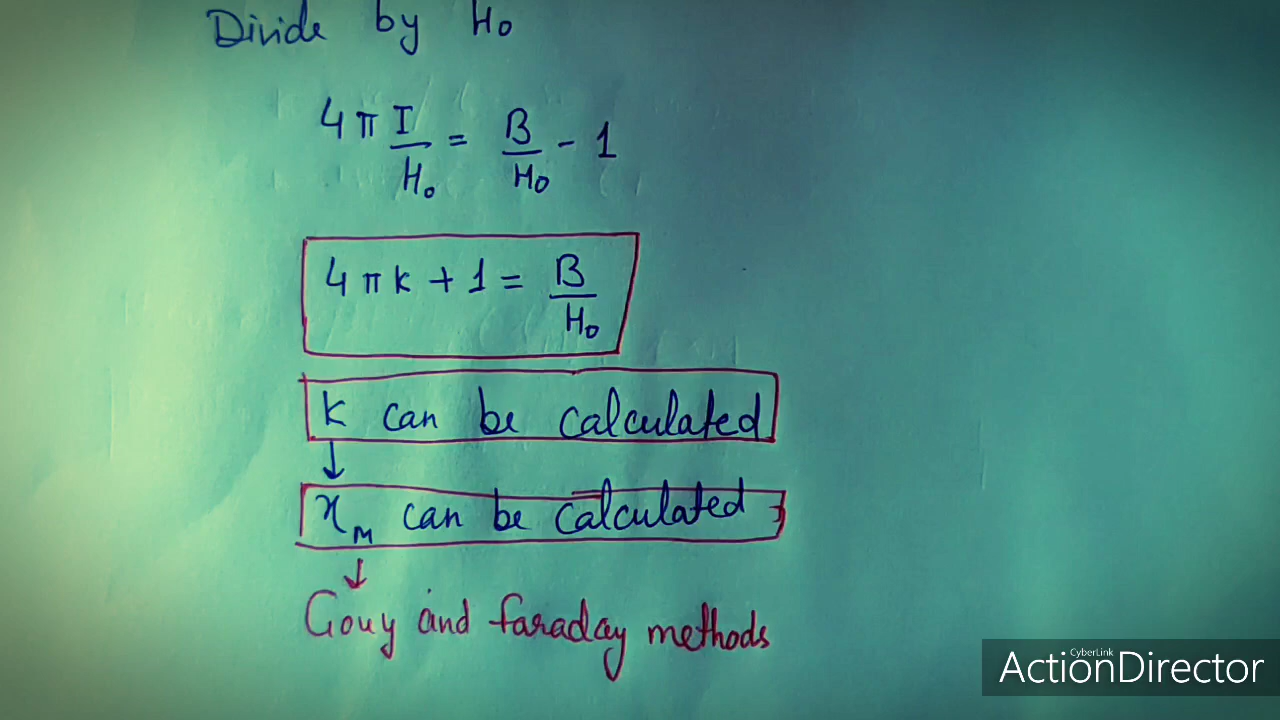 Divide by H₀
4π I/H₀ = B/H₀ - 1
4πk + 1 = B/H₀
k can be calculated
↓
χ_M can be calculated
↓
Gouy and faraday methods
CyberLink
ActionDirector